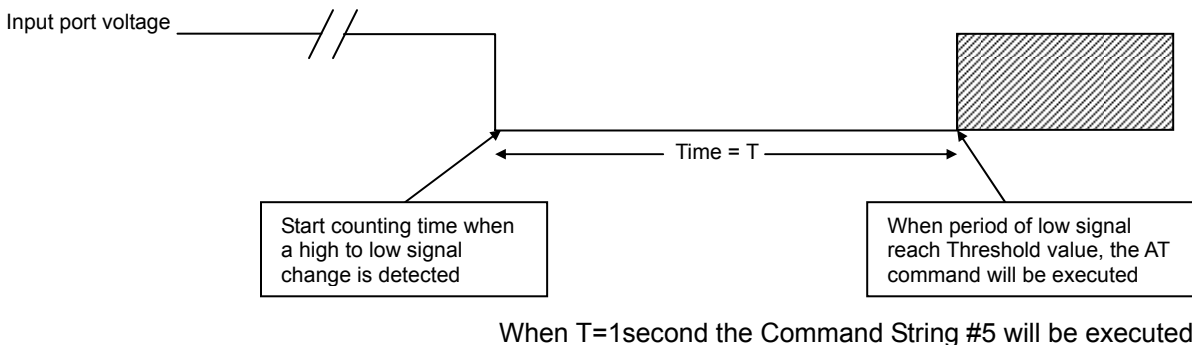 Input port voltage
Time = T
Start counting time when
a high to low signal
change is detected
When period of low signal
reach Threshold value, the AT
command will be executed
When T=1second the Command String #5 will be executed